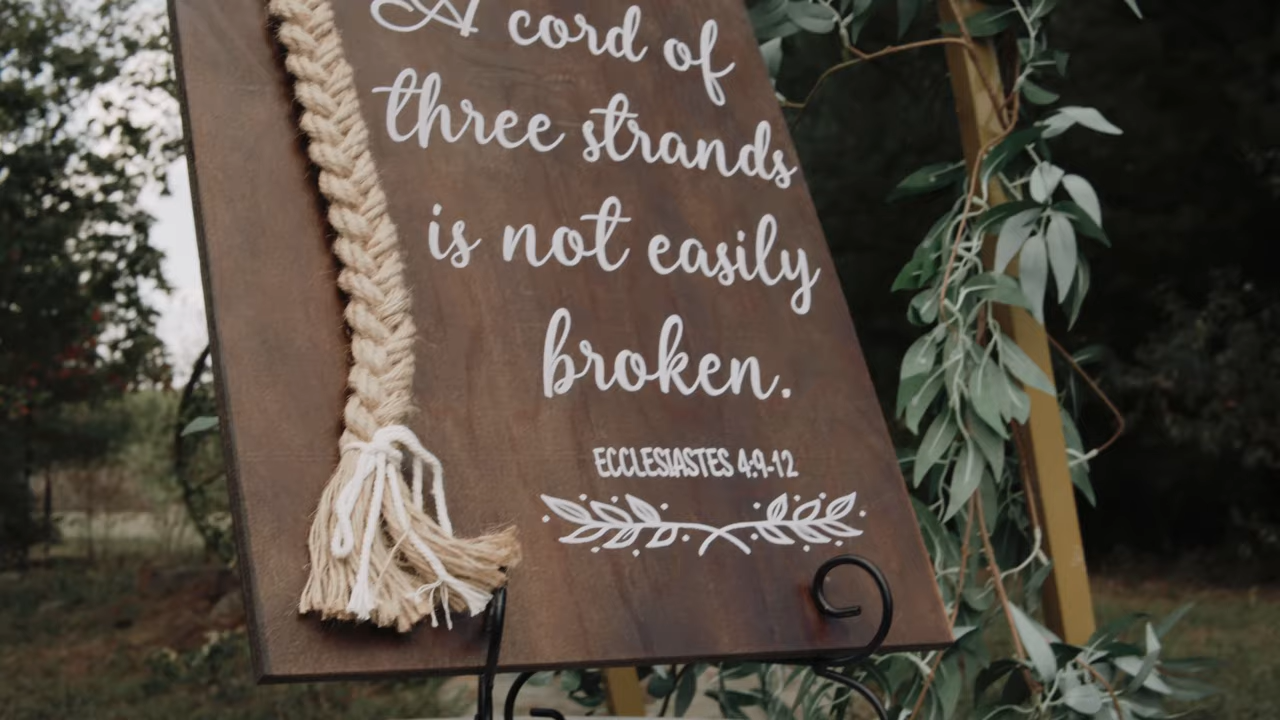 A cord of
three strands
is not easily
broken.
ECCLESIASTES 4:9-12